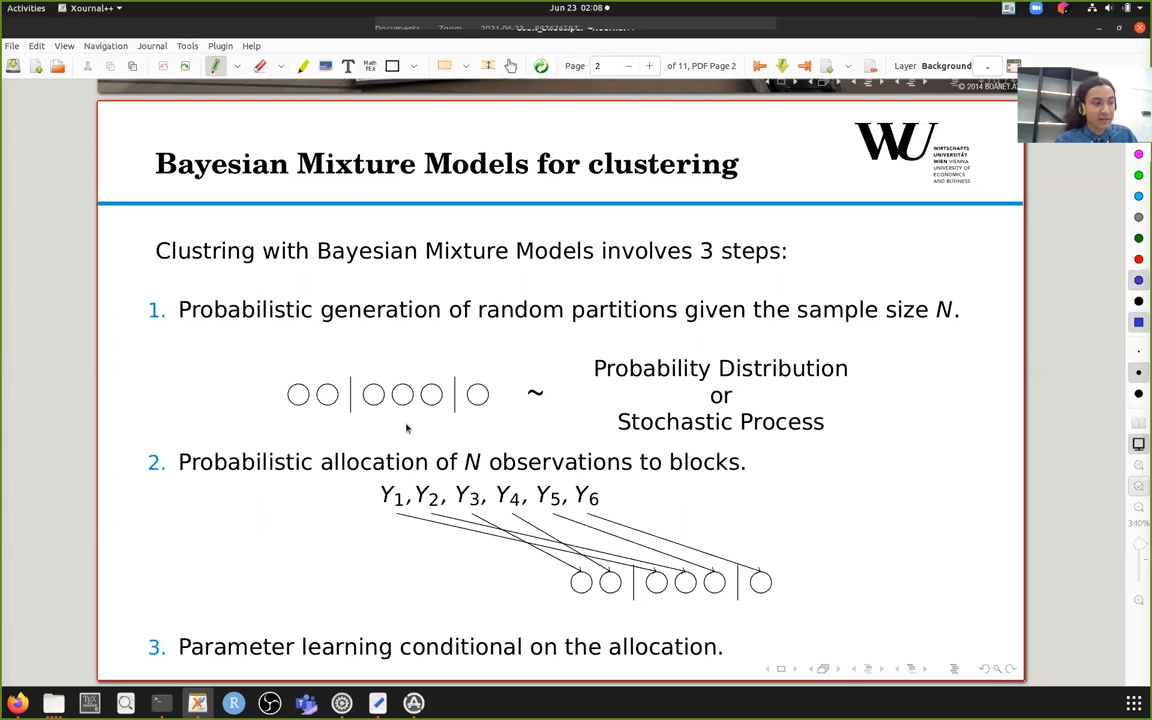 Activities Xournal++ Jun 23 02:08
File Edit View Navigation Journal Tools Plugin Help
Page 2 of 11, PDF Page 2 Layer Background
© 2014 BOANET.A
Bayesian Mixture Models for clustering
WU WIRTSCHAFTS
UNIVERSITÄT
WIEN VIENNA
UNIVERSITY OF
ECONOMICS
AND BUSINESS
Clustring with Bayesian Mixture Models involves 3 steps:
1. Probabilistic generation of random partitions given the sample size N.
~ Probability Distribution
or
Stochastic Process
2. Probabilistic allocation of N observations to blocks.
Y1,Y2, Y3, Y4, Y5, Y6
3. Parameter learning conditional on the allocation.
340%